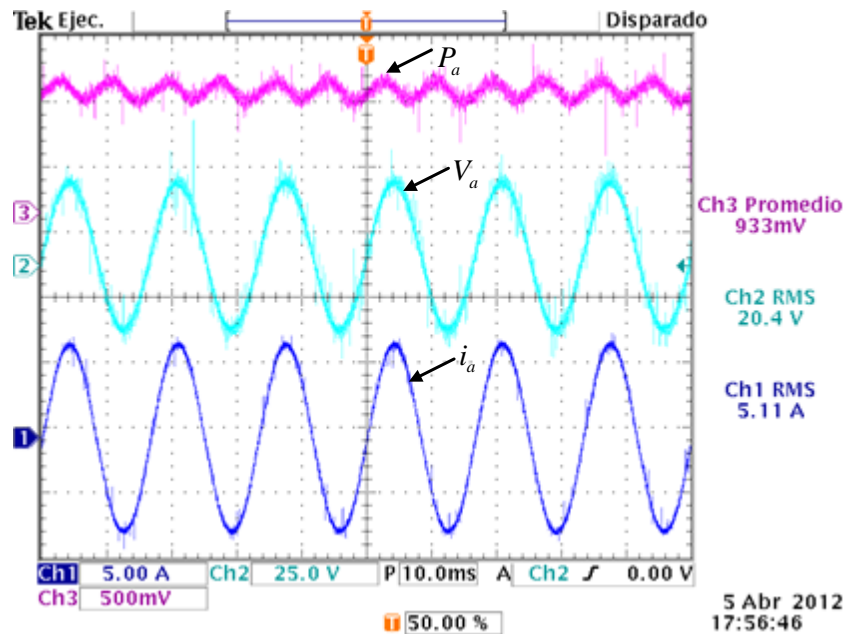 Tek Ejec. T Disparado
T
Pa
Va
3
Ch3 Promedio
933mV
2
Ch2 RMS
20.4 V
ia
Ch1 RMS
5.11 A
1
Ch1 5.00 A Ch2 25.0 V P 10.0ms A Ch2 0.00 V
Ch3 500mV
5 Abr 2012
T 50.00 % 17:56:46